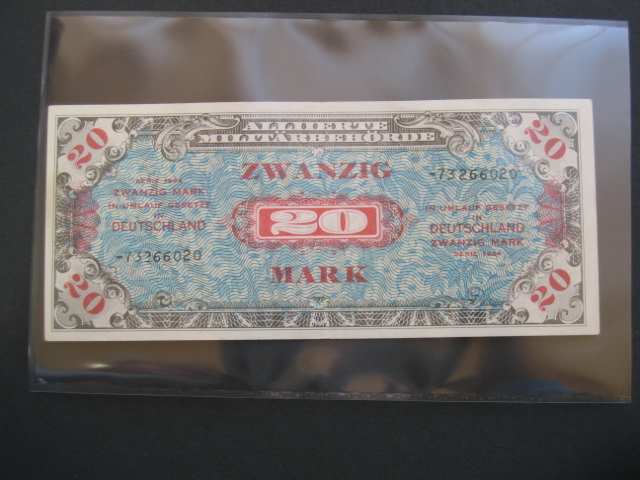 20
ALLIIERTE
MILITÄRBEHÖRDE
20
ZWANZIG
-73266020
SERIE 1944
ZWANZIG MARK
IN UMLAUF GESETZT
IN
DEUTSCHLAND
20
IN UMLAUF GESETZT
IN
DEUTSCHLAND
ZWANZIG MARK
SERIE 1944
-73266020
MARK
20
20